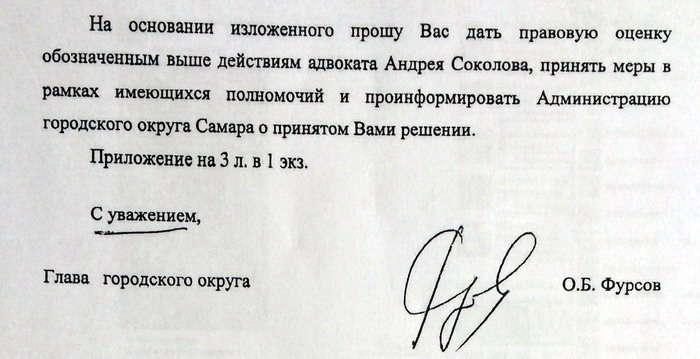 На основании изложенного прошу Вас дать правовую оценку
обозначенным выше действиям адвоката Андрея Соколова, принять меры в
рамках имеющихся полномочий и проинформировать Администрацию
городского округа Самара о принятом Вами решении.
Приложение на 3 л. в 1 экз.
С уважением,
Глава городского округа
О.Б. Фурсов